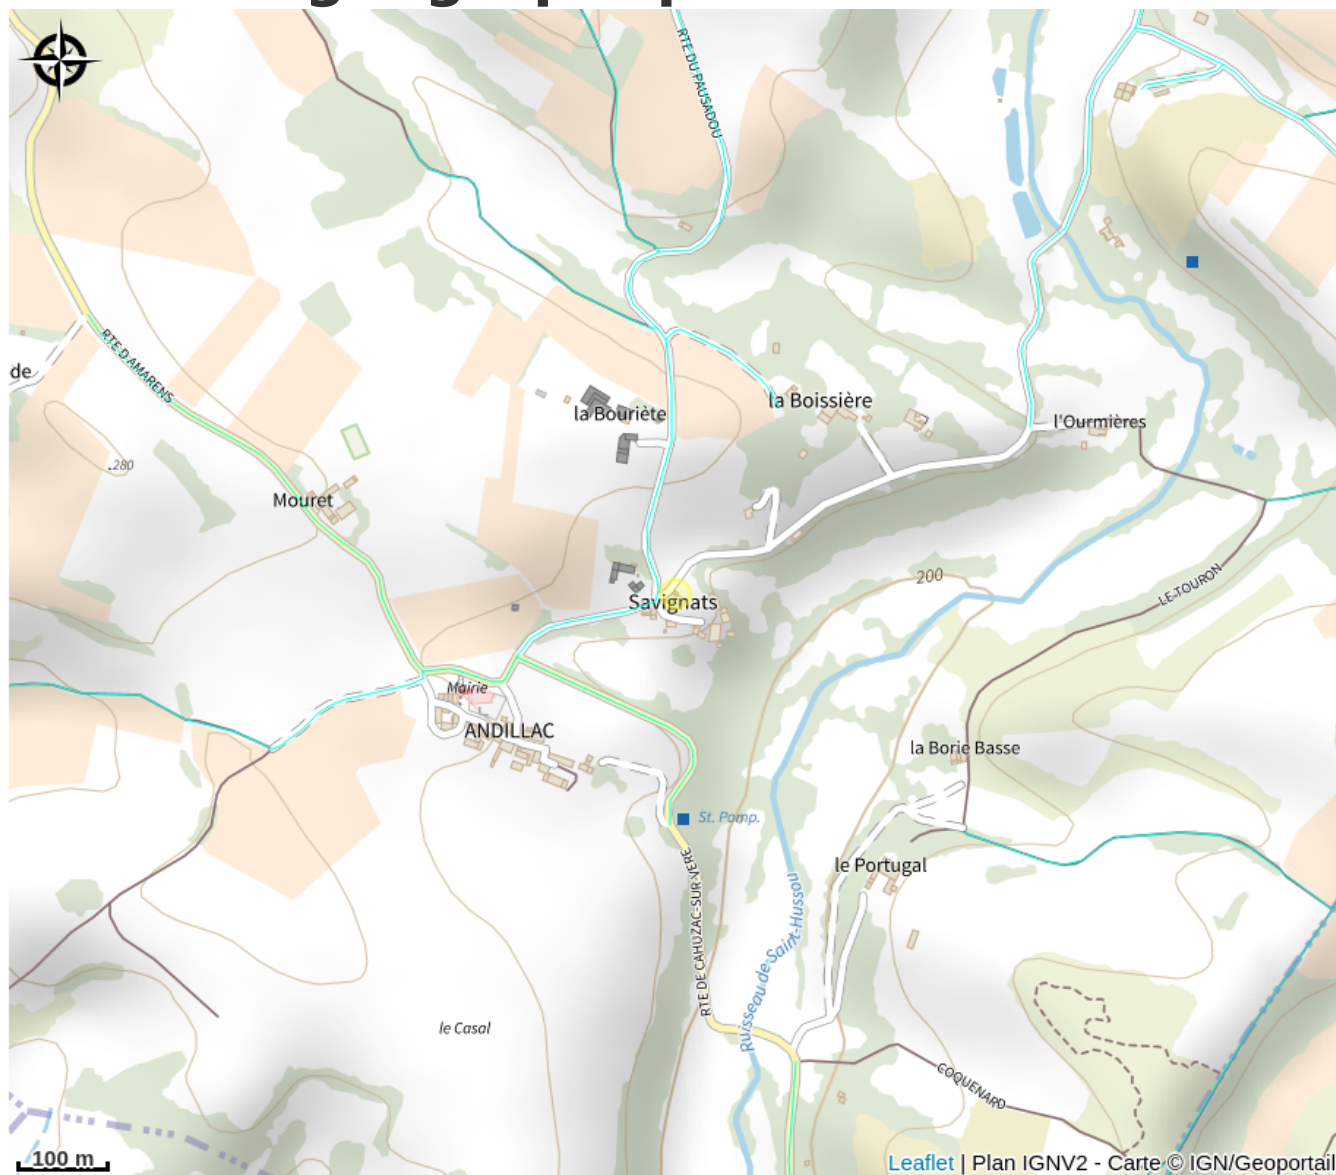 RTE DU PAUSADOU
RTE D AMARENS
de
la Bouriète
la Boissière
l'Ourmières
.280
Mouret
200
LE TOURON
Savignats
Mairie
ANDILLAC
la Borie Basse
St. Pomp.
le Portugal
RTE DE CAHUZAC-SUR-VERE
Ruisseau de Saint-Husson
le Casal
COQUENARD
100 m
Leaflet | Plan IGNV2 - Carte © IGN/Geoportail